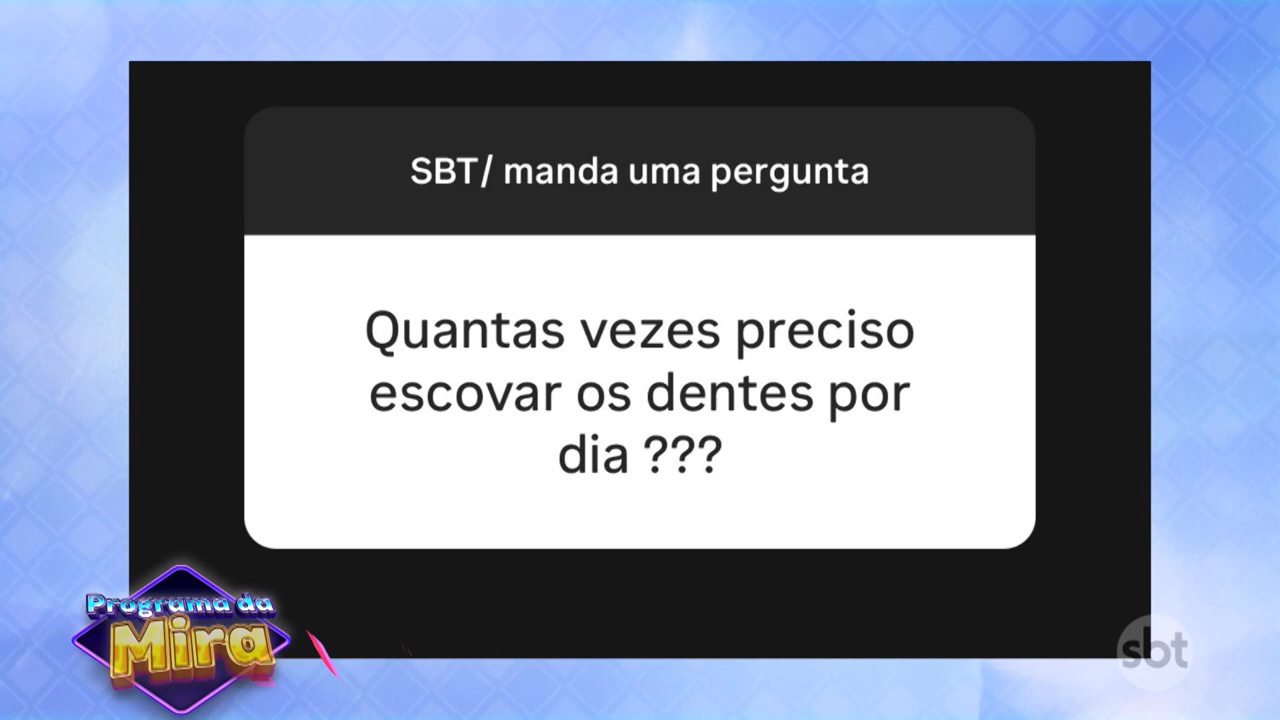 SBT/ manda uma pergunta
Quantas vezes preciso
escovar os dentes por
dia ???
Programa da
Mira
sbt